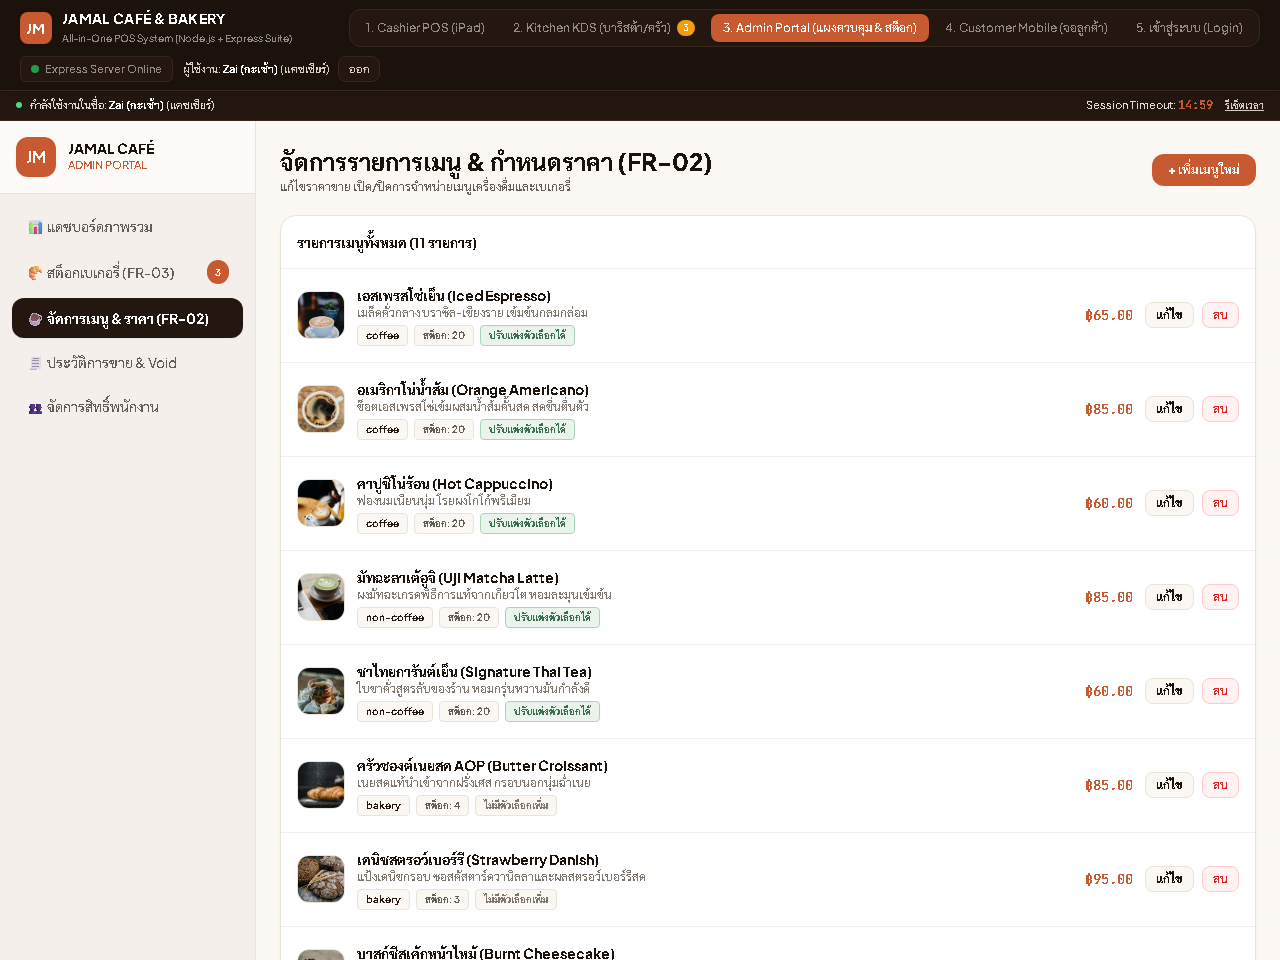 JM
JAMAL CAFÉ & BAKERY
All-in-One POS System (Node.js + Express Suite)
1. Cashier POS (iPad)
2. Kitchen KDS (บาริสต้า/ครัว) 3
3. Admin Portal (แผงควบคุม & สต็อก)
4. Customer Mobile (จอลูกค้า)
5. เข้าสู่ระบบ (Login)
Express Server Online
ผู้ใช้งาน: Zai (กะเช้า) (แคชเชียร์)
ออก
กำลังใช้งานในชื่อ: Zai (กะเช้า) (แคชเชียร์)
Session Timeout: 14:59 รีเซ็ตเวลา
JM
JAMAL CAFÉ
ADMIN PORTAL
แดชบอร์ดภาพรวม
สต็อกเบเกอรี่ (FR-03) 3
จัดการเมนู & ราคา (FR-02)
ประวัติการขาย & Void
จัดการสิทธิ์พนักงาน
จัดการรายการเมนู & กำหนดราคา (FR-02)
แก้ไขราคาขาย เปิด/ปิดการจำหน่ายเมนูเครื่องดื่มและเบเกอรี่
+ เพิ่มเมนูใหม่
รายการเมนูทั้งหมด (11 รายการ)
เอสเพรสโซ่เย็น (Iced Espresso)
เมล็ดคั่วกลางบราซิล-เชียงราย เข้มข้นกลมกล่อม
coffee สต็อก: 20 ปรับแต่งตัวเลือกได้
฿65.00 แก้ไข ลบ
อเมริกาโน่น้ำส้ม (Orange Americano)
ช็อตเอสเพรสโซ่เข้มผสมน้ำส้มคั้นสด สดชื่นตื่นตัว
coffee สต็อก: 20 ปรับแต่งตัวเลือกได้
฿85.00 แก้ไข ลบ
คาปูชิโน่ร้อน (Hot Cappuccino)
ฟองนมเนียนนุ่ม โรยผงโกโก้พรีเมียม
coffee สต็อก: 20 ปรับแต่งตัวเลือกได้
฿60.00 แก้ไข ลบ
มัทฉะลาเต้อูจิ (Uji Matcha Latte)
ผงมัทฉะเกรดพิธีการแท้จากเกียวโต หอมละมุนเข้มข้น
non-coffee สต็อก: 20 ปรับแต่งตัวเลือกได้
฿85.00 แก้ไข ลบ
ชาไทยการันต์เย็น (Signature Thai Tea)
ใบชาคั่วสูตรลับของร้าน หอมกรุ่นหวานมันกำลังดี
non-coffee สต็อก: 20 ปรับแต่งตัวเลือกได้
฿60.00 แก้ไข ลบ
ครัวซองต์เนยสด AOP (Butter Croissant)
เนยสดแท้นำเข้าจากฝรั่งเศส กรอบนอกนุ่มฉ่ำเนย
bakery สต็อก: 4 ไม่มีตัวเลือกเพิ่ม
฿85.00 แก้ไข ลบ
เดนิชสตรอว์เบอร์รี (Strawberry Danish)
แป้งเดนิชกรอบ ซอสคัสตาร์ดวานิลลาและผลสตรอว์เบอร์รีสด
bakery สต็อก: 3 ไม่มีตัวเลือกเพิ่ม
฿95.00 แก้ไข ลบ
บาสก์ชีสเค้กหน้าไหม้ (Burnt Cheesecake)